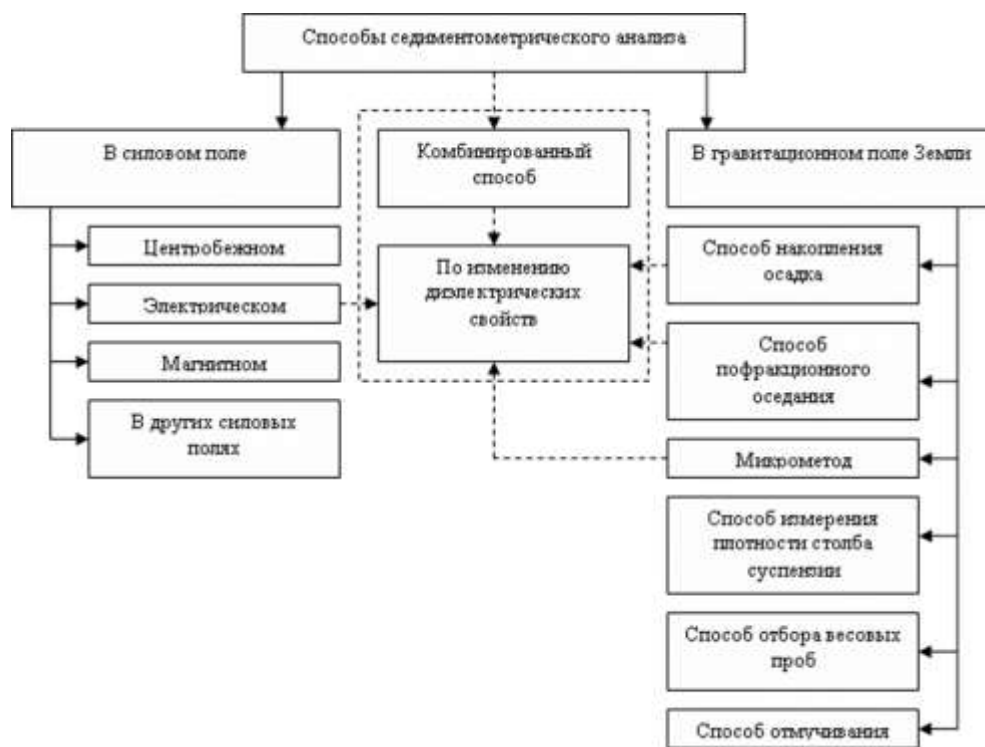 Способы седиментометрического анализа
В силовом поле
Комбинированный
способ
В гравитационном поле Земли
Центробежном
Электрическом
Магнитном
В других силовых
полях
По изменению
диэлектрических
свойств
Способ накопления
осадка
Способ
пофракционного
оседания
Микрометод
Способ измерения
плотности столба
суспензии
Способ отбора весовых
проб
Способ отмучивания